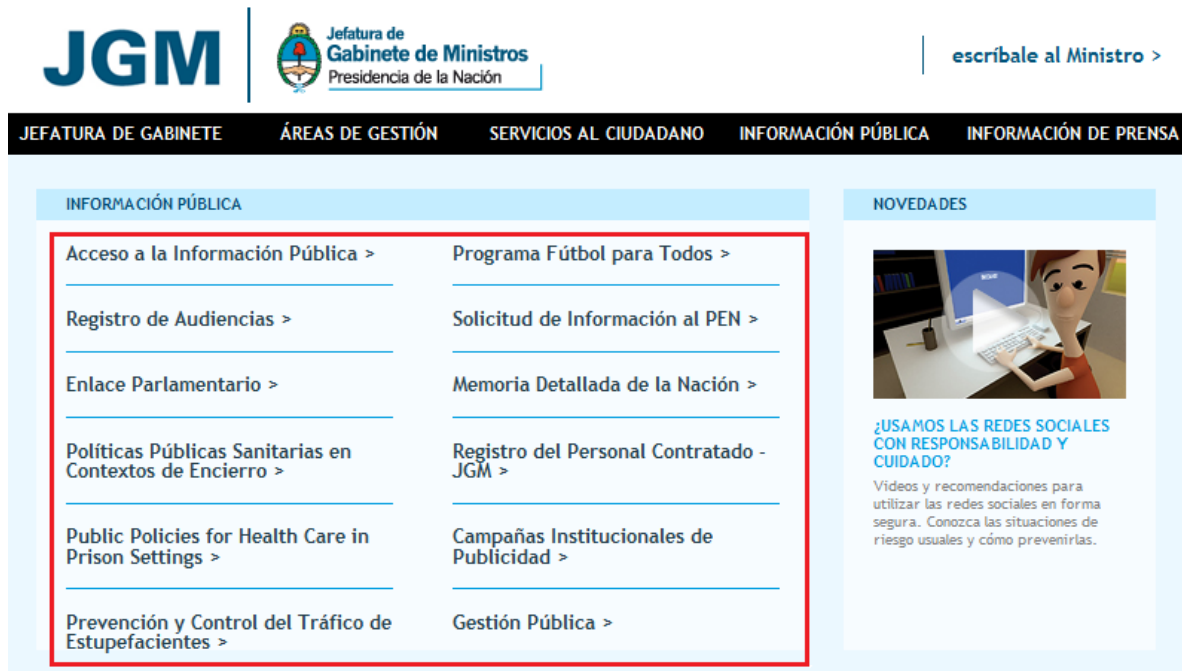 JGM
Jefatura de
Gabinete de Ministros
Presidencia de la Nación
escríbale al Ministro >
JEFATURA DE GABINETE
ÁREAS DE GESTIÓN
SERVICIOS AL CIUDADANO
INFORMACIÓN PÚBLICA
INFORMACIÓN DE PRENSA
INFORMACIÓN PÚBLICA
Acceso a la Información Pública >
Registro de Audiencias >
Enlace Parlamentario >
Políticas Públicas Sanitarias en
Contextos de Encierro >
Public Policies for Health Care in
Prison Settings >
Prevención y Control del Tráfico de
Estupefacientes >
Programa Fútbol para Todos >
Solicitud de Información al PEN >
Memoria Detallada de la Nación >
Registro del Personal Contratado -
JGM >
Campañas Institucionales de
Publicidad >
Gestión Pública >
NOVEDADES
¿USAMOS LAS REDES SOCIALES
CON RESPONSABILIDAD Y
CUIDADO?
Videos y recomendaciones para
utilizar las redes sociales en forma
segura. Conozca las situaciones de
riesgo usuales y cómo prevenirlas.